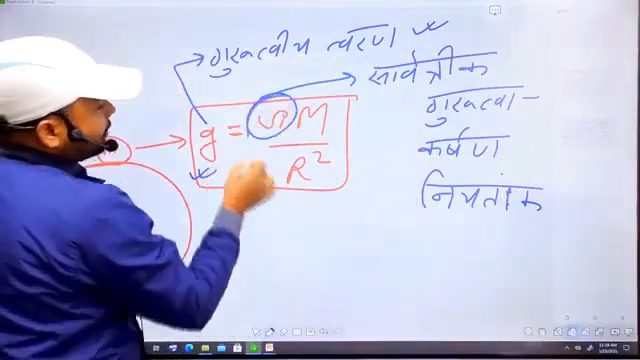 गुरुत्वीय त्वरण
सार्वत्रीक
गुरुत्वा-
कर्षण
नियतांक
g = GM
R²
m